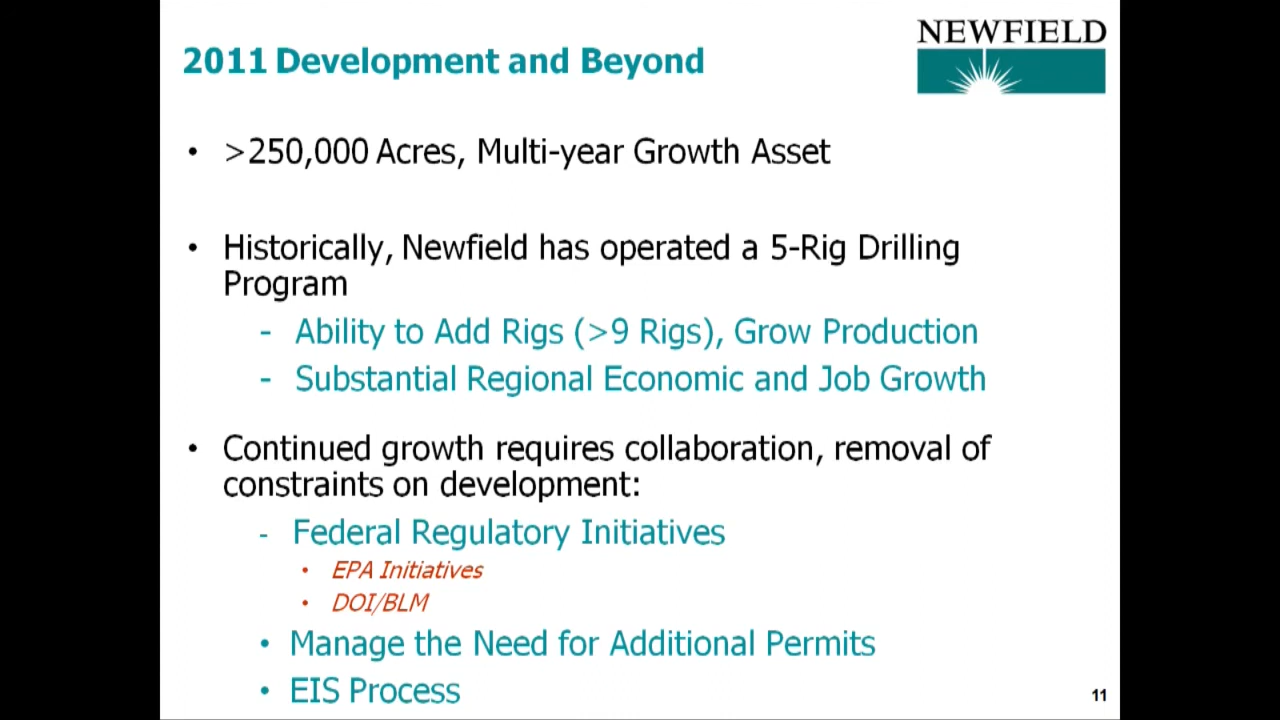 NEWFIELD
2011 Development and Beyond
• >250,000 Acres, Multi-year Growth Asset
• Historically, Newfield has operated a 5-Rig Drilling
Program
- Ability to Add Rigs (>9 Rigs), Grow Production
- Substantial Regional Economic and Job Growth
• Continued growth requires collaboration, removal of
constraints on development:
- Federal Regulatory Initiatives
• EPA Initiatives
• DOI/BLM
• Manage the Need for Additional Permits
• EIS Process
11